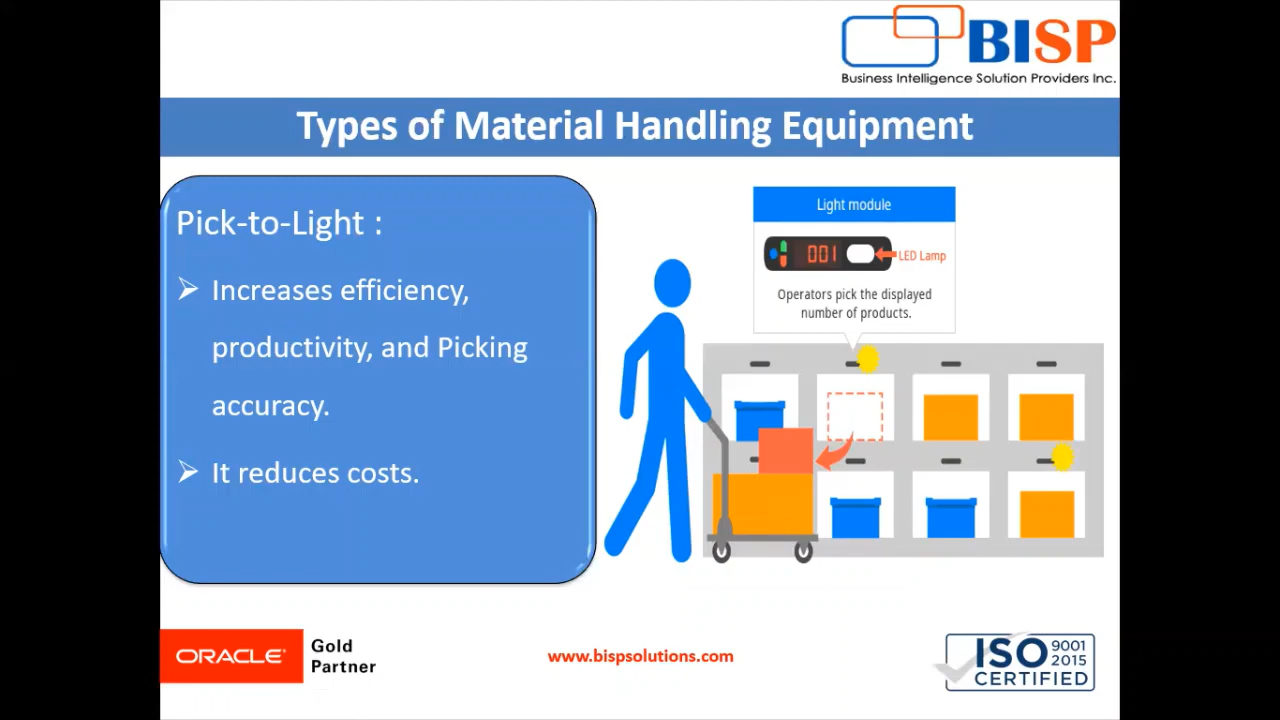 BISP
Business Intelligence Solution Providers Inc.
Types of Material Handling Equipment
Pick-to-Light :
Increases efficiency,
productivity, and Picking
accuracy.
It reduces costs.
Light module
001
LED Lamp
Operators pick the displayed
number of products.
ORACLE
Gold
Partner
www.bispsolutions.com
ISO 9001
2015
CERTIFIED